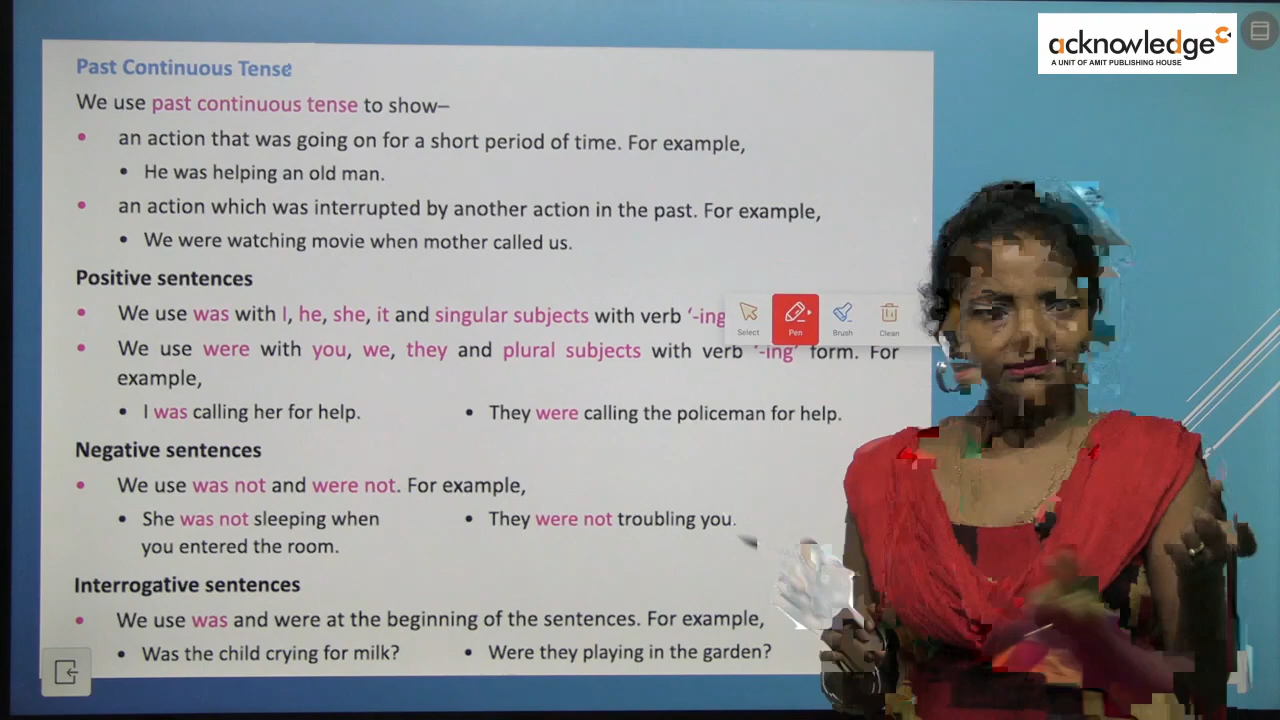 acknowledge
A UNIT OF AMIT PUBLISHING HOUSE
Past Continuous Tense
We use past continuous tense to show–
• an action that was going on for a short period of time. For example,
• He was helping an old man.
• an action which was interrupted by another action in the past. For example,
• We were watching movie when mother called us.
Positive sentences
• We use was with I, he, she, it and singular subjects with verb ‘-ing
• We use were with you, we, they and plural subjects with verb ‘-ing’ form. For
example,
• I was calling her for help.
• They were calling the policeman for help.
Select
Pen
Brush
Clean
Negative sentences
• We use was not and were not. For example,
• She was not sleeping when
you entered the room.
• They were not troubling you.
Interrogative sentences
• We use was and were at the beginning of the sentences. For example,
• Was the child crying for milk?
• Were they playing in the garden?